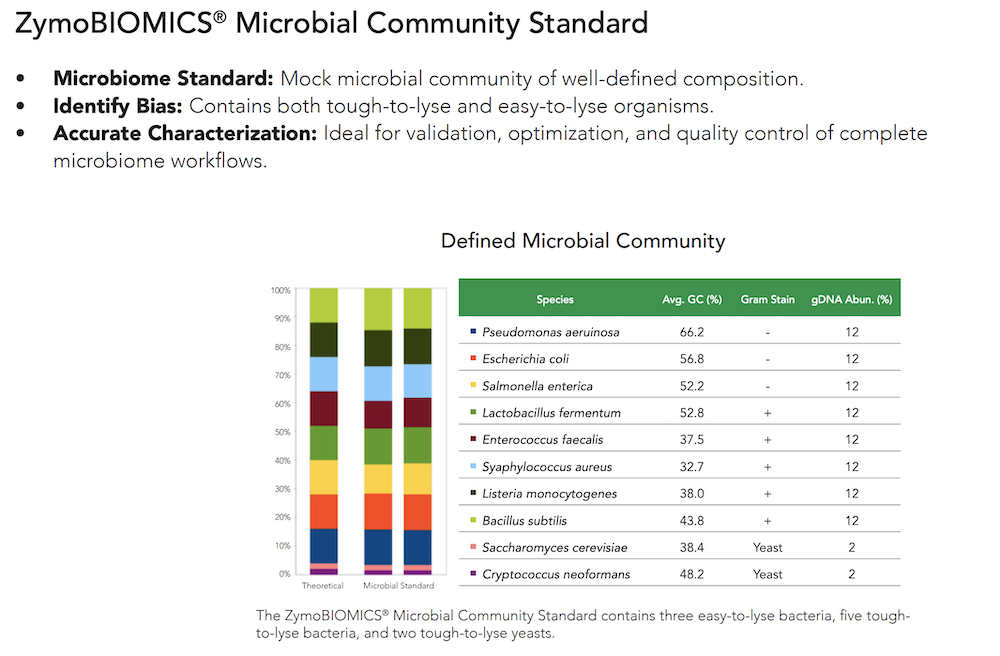 ZymoBIOMICS® Microbial Community Standard
• Microbiome Standard: Mock microbial community of well-defined composition.
• Identify Bias: Contains both tough-to-lyse and easy-to-lyse organisms.
• Accurate Characterization: Ideal for validation, optimization, and quality control of complete
microbiome workflows.
Defined Microbial Community
100%
90%
80%
70%
60%
50%
40%
30%
20%
10%
0%
Theoretical Microbial Standard
Species Avg. GC (%) Gram Stain gDNA Abun. (%)
Pseudomonas aeruinosa 66.2 - 12
Escherichia coli 56.8 - 12
Salmonella enterica 52.2 - 12
Lactobacillus fermentum 52.8 + 12
Enterococcus faecalis 37.5 + 12
Syaphylococcus aureus 32.7 + 12
Listeria monocytogenes 38.0 + 12
Bacillus subtilis 43.8 + 12
Saccharomyces cerevisiae 38.4 Yeast 2
Cryptococcus neoformans 48.2 Yeast 2
The ZymoBIOMICS® Microbial Community Standard contains three easy-to-lyse bacteria, five tough-
to-lyse bacteria, and two tough-to-lyse yeasts.